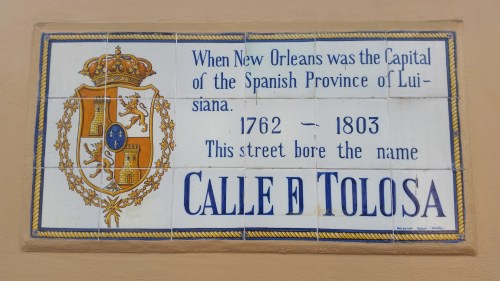 When New Orleans was the Capital
of the Spanish Province of Lui-
siana.
1762 — 1803
This street bore the name
CALLE D TOLOSA